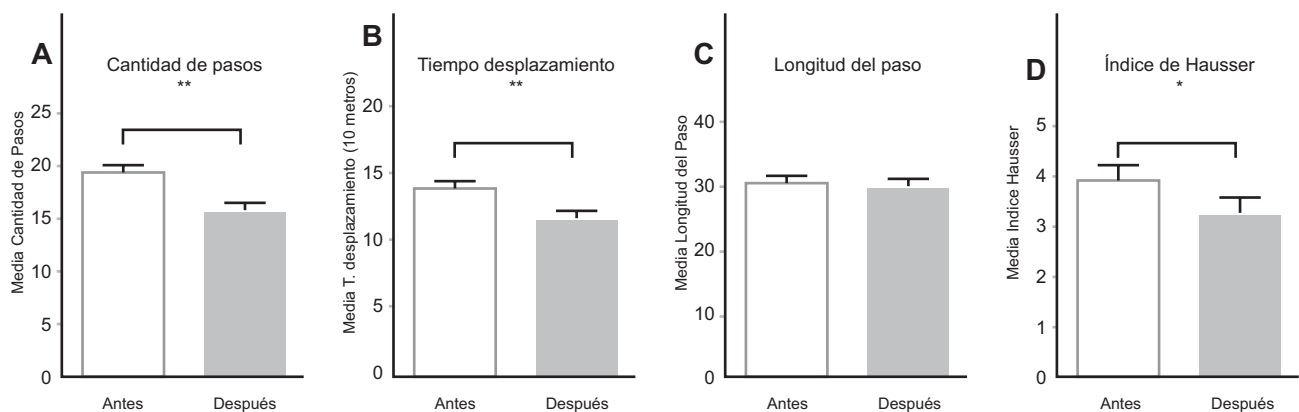 A
Cantidad de pasos
**
Media Cantidad de Pasos
25
20
15
10
5
0
Antes
Después
B
Tiempo desplazamiento
**
Media T. desplazamiento (10 metros)
20
15
10
5
0
Antes
Después
C
Longitud del paso
Media Longitud del Paso
40
30
20
10
0
Antes
Después
D
Índice de Hausser
*
Media Indice Hausser
5
4
3
2
1
0
Antes
Después